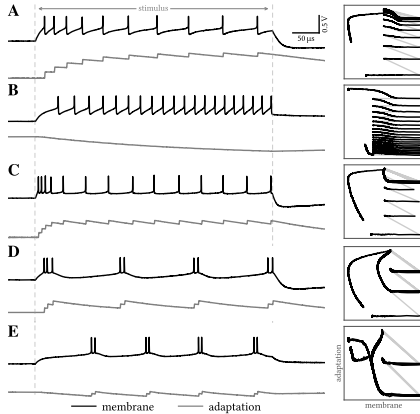 A
stimulus
0.5 V
50 µs
B
C
D
E
adaptation
membrane
membrane adaptation